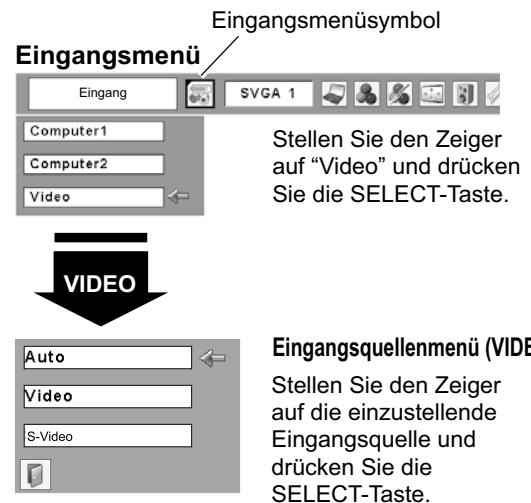 Eingangsmenüsymbol
Eingangsmenü
Eingang
SVGA 1
Computer1
Computer2
Video
Stellen Sie den Zeiger
auf “Video” und drücken
Sie die SELECT-Taste.
VIDEO
Auto
Video
S-Video
Eingangsquellenmenü (VIDE
Stellen Sie den Zeiger
auf die einzustellende
Eingangsquelle und
drücken Sie die
SELECT-Taste.